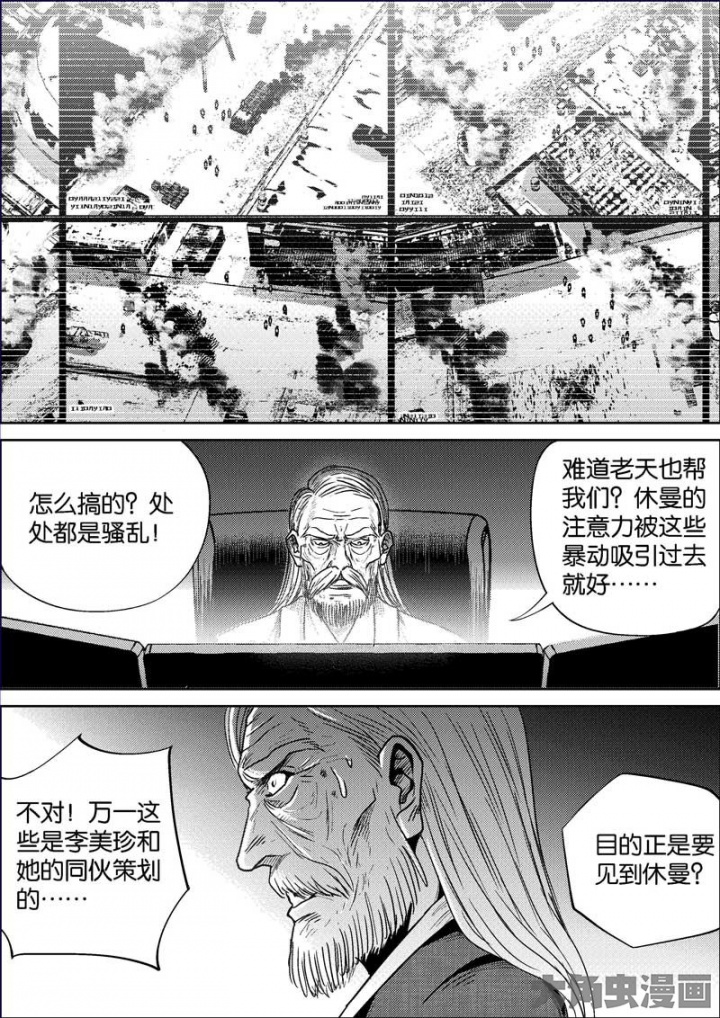 怎么搞的？处
处都是骚乱！
难道老天也帮
我们？休曼的
注意力被这些
暴动吸引过去
就好……
不对！万一这
些是李美珍和
她的同伙策划
的……
目的正是要
见到休曼？
大角虫漫画